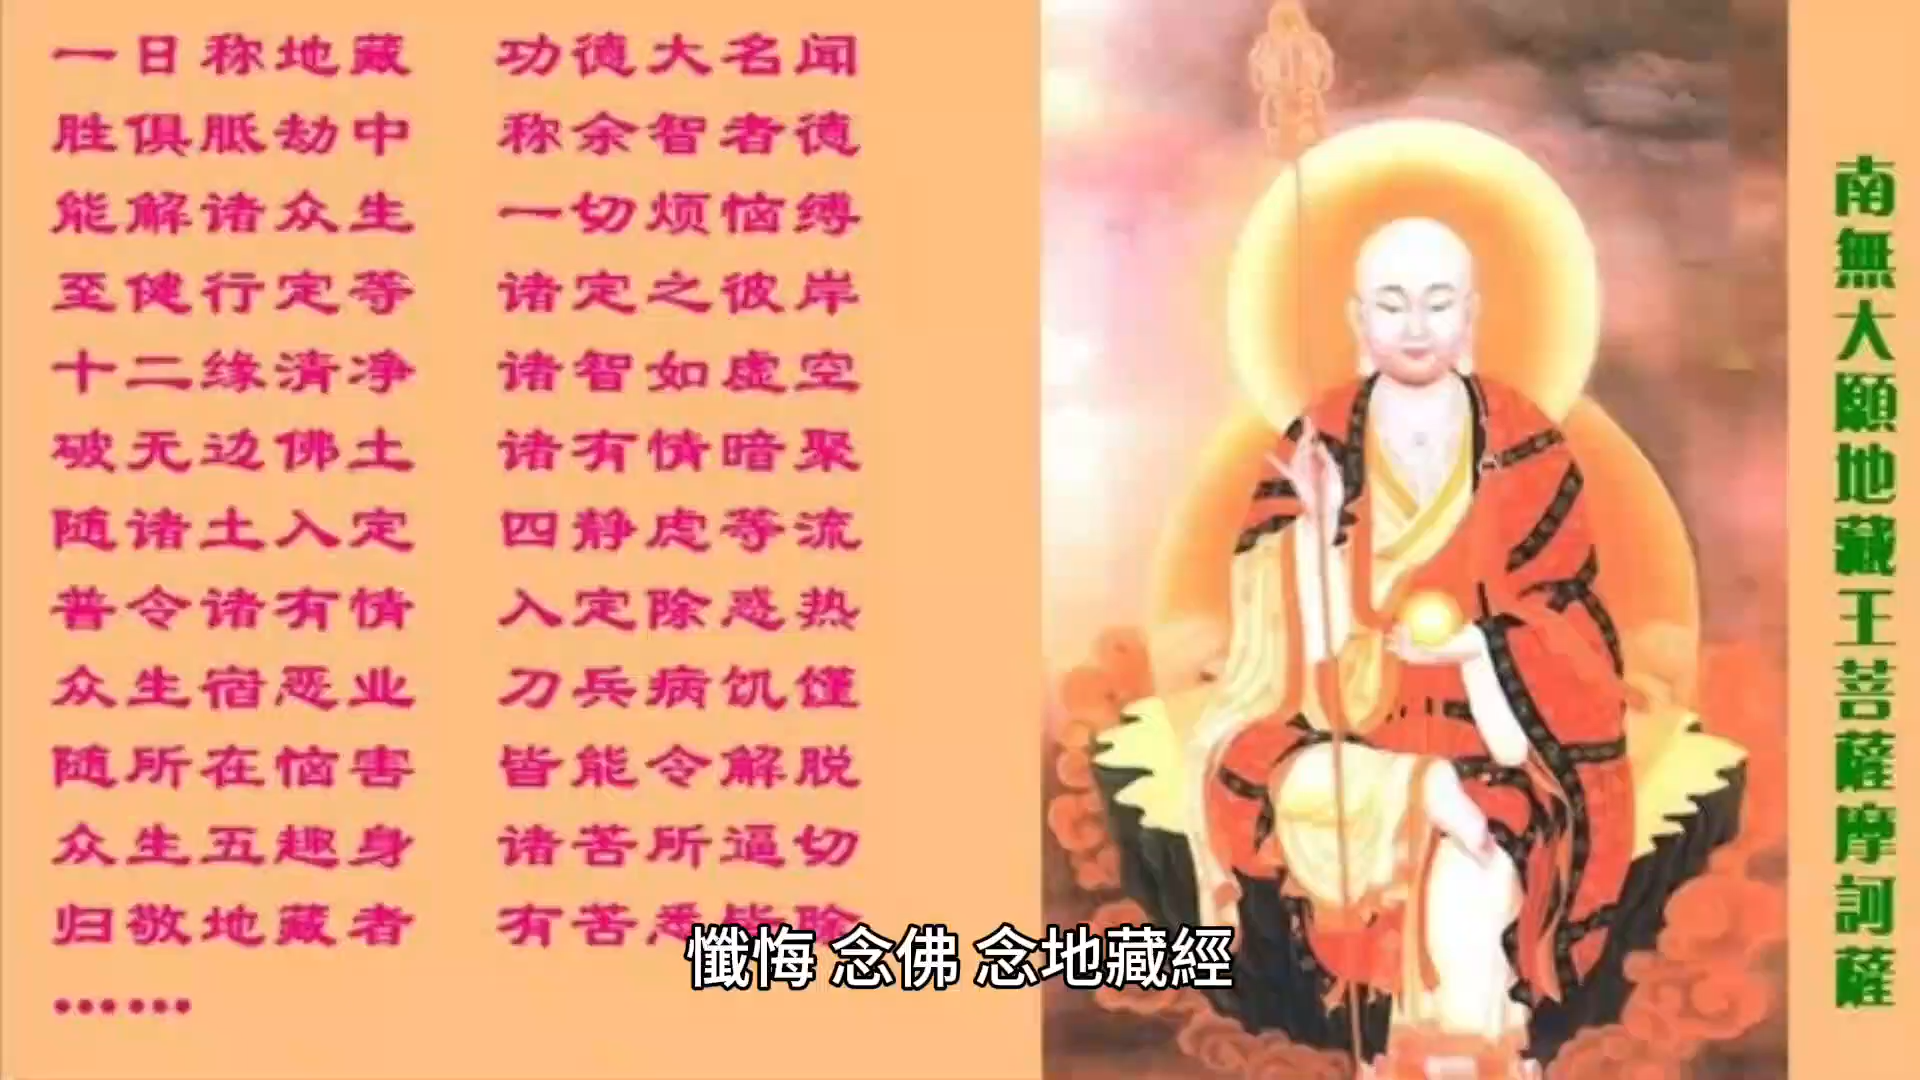 一日称地藏 功德大名闻
胜俱胝劫中 称余智者德
能解诸众生 一切烦恼缚
至健行定等 诸定之彼岸
十二缘清净 诸智如虚空
破无边佛土 诸有情暗聚
随诸土入定 四静虑等流
普令诸有情 入定除惑热
众生宿恶业 刀兵病饥馑
随所在恼害 皆能令解脱
众生五趣身 诸苦所逼切
归敬地藏者 有苦悉皆除
••••••
懺悔 念佛 念地藏經
南無大願地藏王菩薩摩訶薩